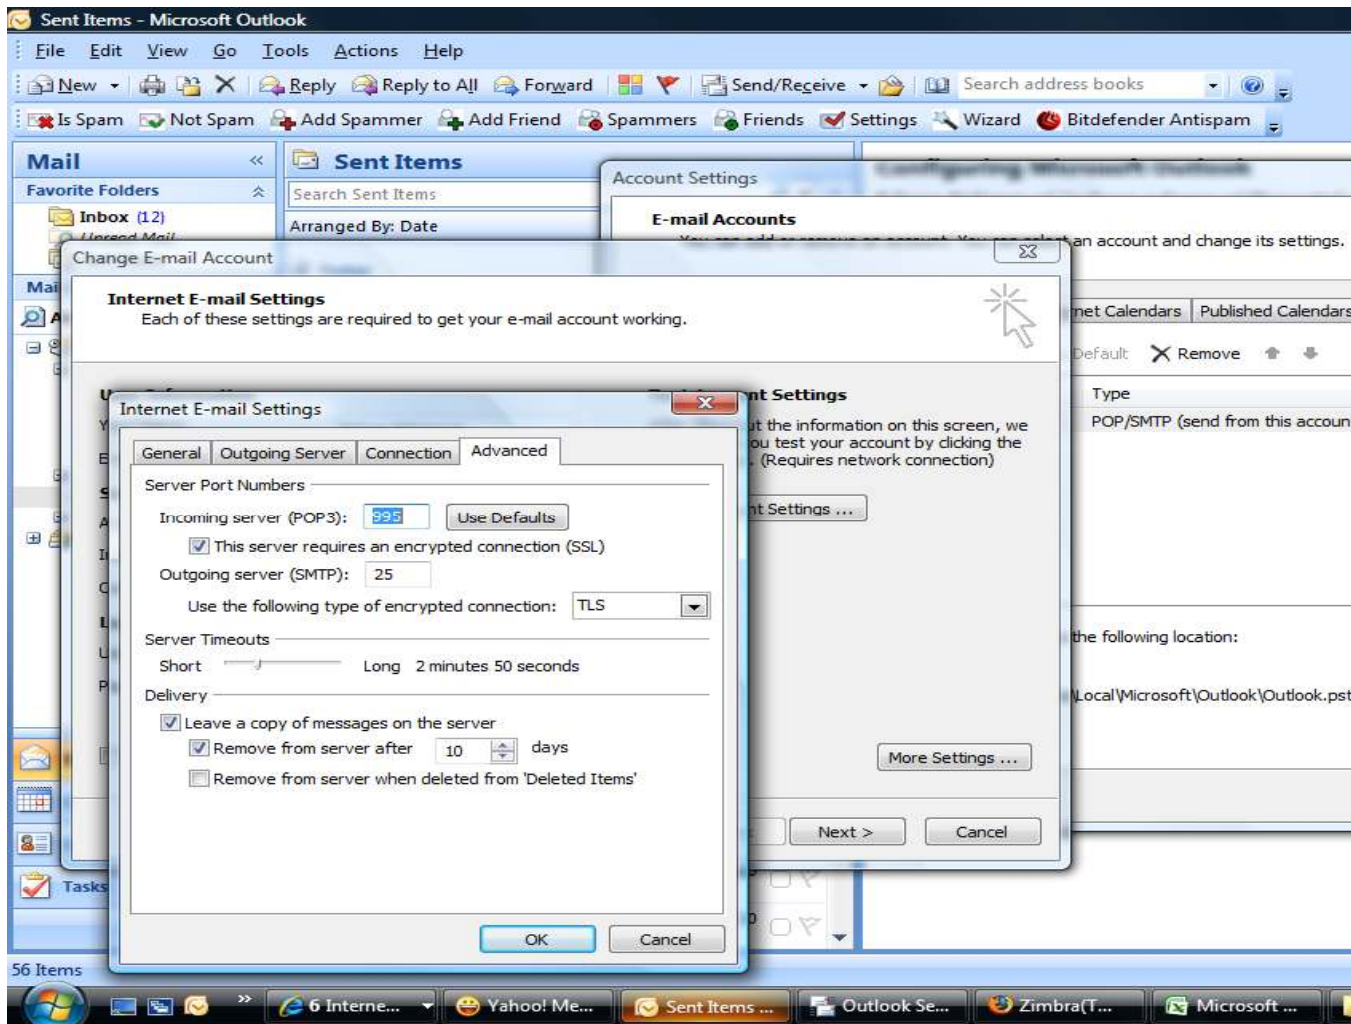 Sent Items - Microsoft Outlook
File Edit View Go Tools Actions Help
New Reply Reply to All Forward Send/Receive Search address books
Is Spam Not Spam Add Spammer Add Friend Spammers Friends Settings Wizard Bitdefender Antispam
Mail «
Sent Items
Favorite Folders
Search Sent Items
Inbox (12)
Unread Mail
Arranged By: Date
Account Settings
E-mail Accounts
an account and change its settings.
net Calendars Published Calendars
Default Remove
Type
POP/SMTP (send from this accoun
the following location:
\Local\Microsoft\Outlook\Outlook.pst
Change E-mail Account
Internet E-mail Settings
Each of these settings are required to get your e-mail account working.
nt Settings
ut the information on this screen, we
ou test your account by clicking the
. (Requires network connection)
nt Settings ...
More Settings ...
Next > Cancel
Internet E-mail Settings
General Outgoing Server Connection Advanced
Server Port Numbers
Incoming server (POP3): 995 Use Defaults
This server requires an encrypted connection (SSL)
Outgoing server (SMTP): 25
Use the following type of encrypted connection: TLS
Server Timeouts
Short Long 2 minutes 50 seconds
Delivery
Leave a copy of messages on the server
Remove from server after 10 days
Remove from server when deleted from 'Deleted Items'
OK Cancel
Tasks
56 Items
» 6 Interne... Yahoo! Me... Sent Items ... Outlook Se... Zimbra(T... Microsoft ...